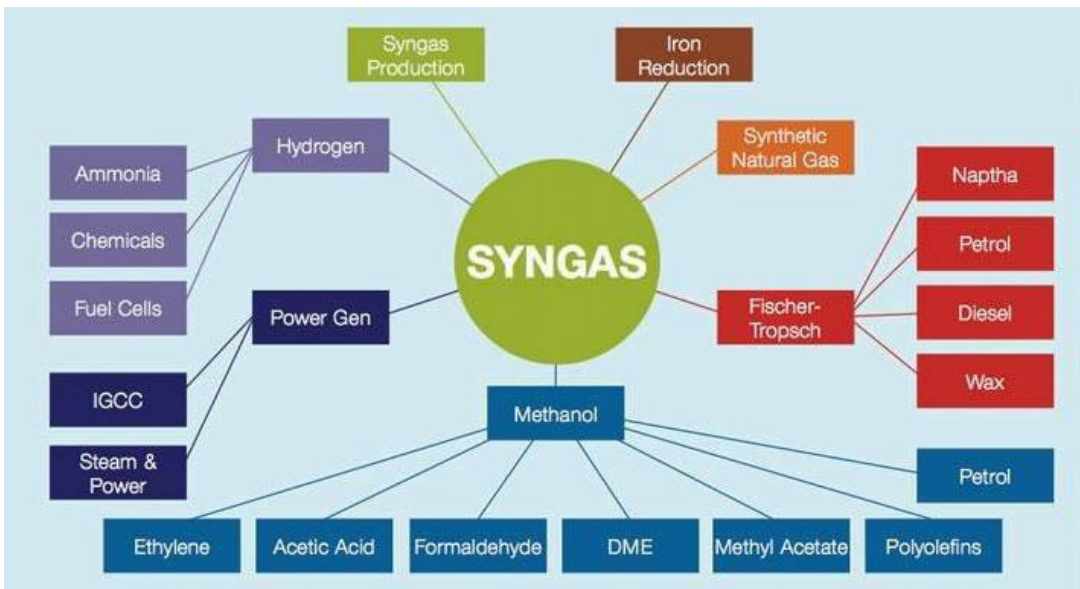 Syngas
Production
Iron
Reduction
Hydrogen
Synthetic
Natural Gas
Ammonia
Naptha
Chemicals
Petrol
SYNGAS
Fuel Cells
Power Gen
Fischer-
Tropsch
Diesel
IGCC
Wax
Methanol
Steam &
Power
Petrol
Ethylene
Acetic Acid
Formaldehyde
DME
Methyl Acetate
Polyolefins